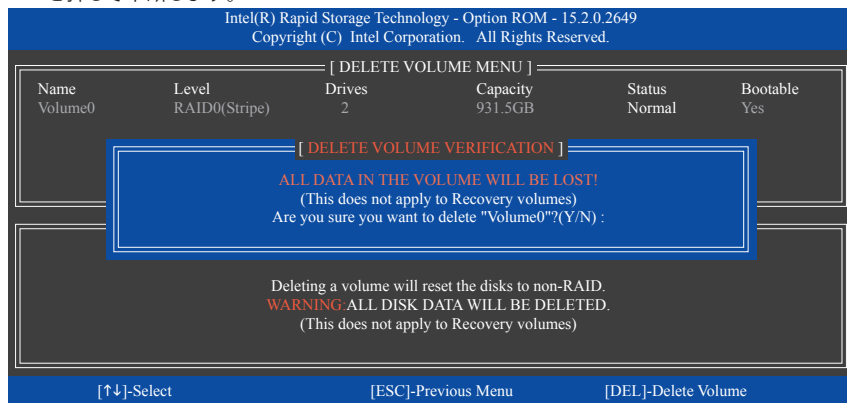 Intel(R) Rapid Storage Technology - Option ROM - 15.2.0.2649
Copyright (C) Intel Corporation. All Rights Reserved.
[ DELETE VOLUME MENU ]
Name Level Drives Capacity Status Bootable
Volume0 RAID0(Stripe) 2 931.5GB Normal Yes
[ DELETE VOLUME VERIFICATION ]
ALL DATA IN THE VOLUME WILL BE LOST!
(This does not apply to Recovery volumes)
Are you sure you want to delete "Volume0"?(Y/N) :
Deleting a volume will reset the disks to non-RAID.
WARNING:ALL DISK DATA WILL BE DELETED.
(This does not apply to Recovery volumes)
[↑↓]-Select [ESC]-Previous Menu [DEL]-Delete Volume